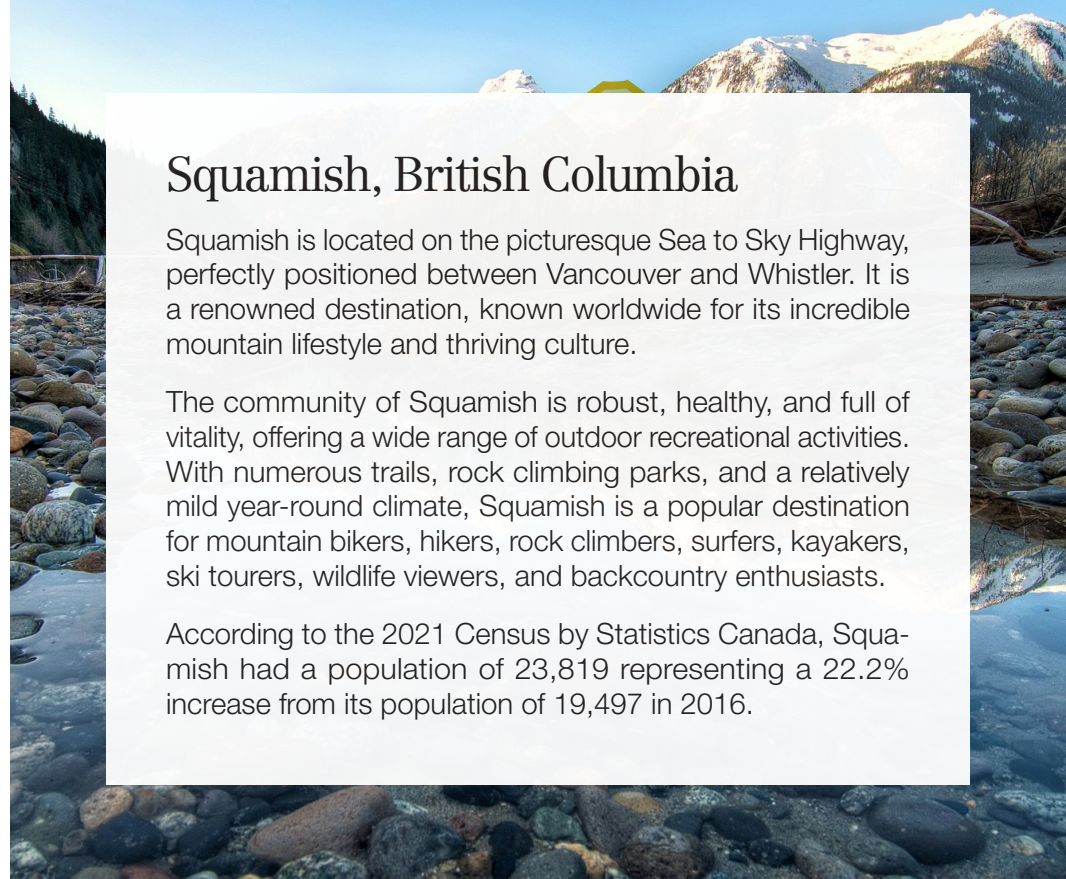 Squamish, British Columbia
Squamish is located on the picturesque Sea to Sky Highway,
perfectly positioned between Vancouver and Whistler. It is
a renowned destination, known worldwide for its incredible
mountain lifestyle and thriving culture.
The community of Squamish is robust, healthy, and full of
vitality, offering a wide range of outdoor recreational activities.
With numerous trails, rock climbing parks, and a relatively
mild year-round climate, Squamish is a popular destination
for mountain bikers, hikers, rock climbers, surfers, kayakers,
ski tourers, wildlife viewers, and backcountry enthusiasts.
According to the 2021 Census by Statistics Canada, Squa-
mish had a population of 23,819 representing a 22.2%
increase from its population of 19,497 in 2016.